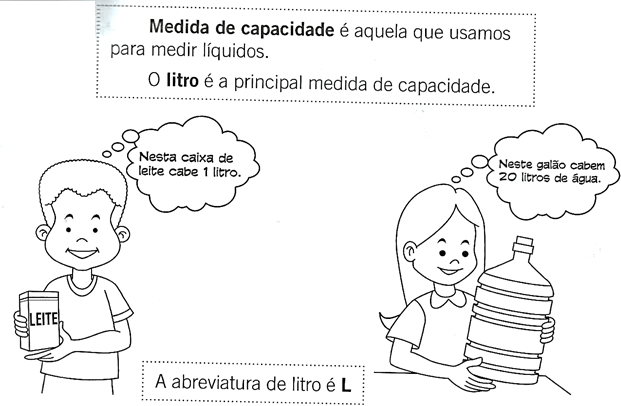 Medida de capacidade é aquela que usamos
para medir líquidos.
O litro é a principal medida de capacidade.
Nesta caixa de
leite cabe 1 litro.
Neste galão cabem
20 litros de água.
LEITE
A abreviatura de litro é L